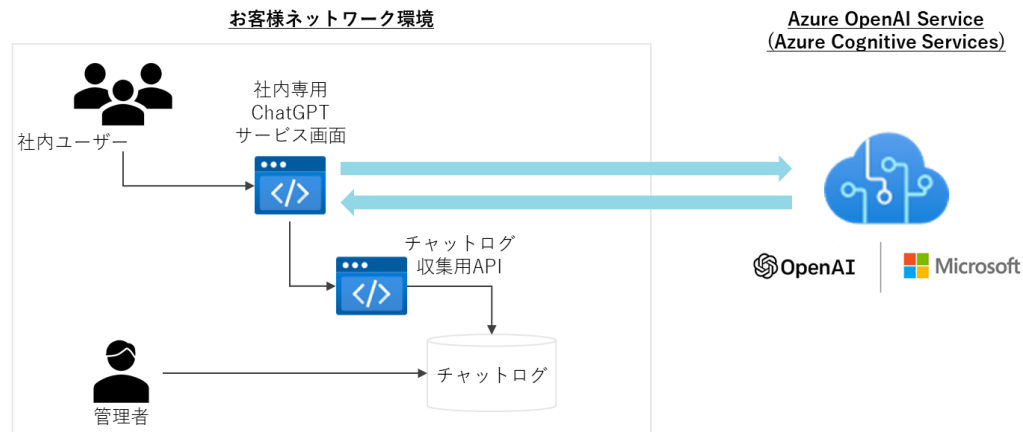 お客様ネットワーク環境
Azure OpenAI Service
(Azure Cognitive Services)
社内ユーザー
社内専用
ChatGPT
サービス画面
チャットログ
収集用API
チャットログ
管理者
OpenAI
Microsoft